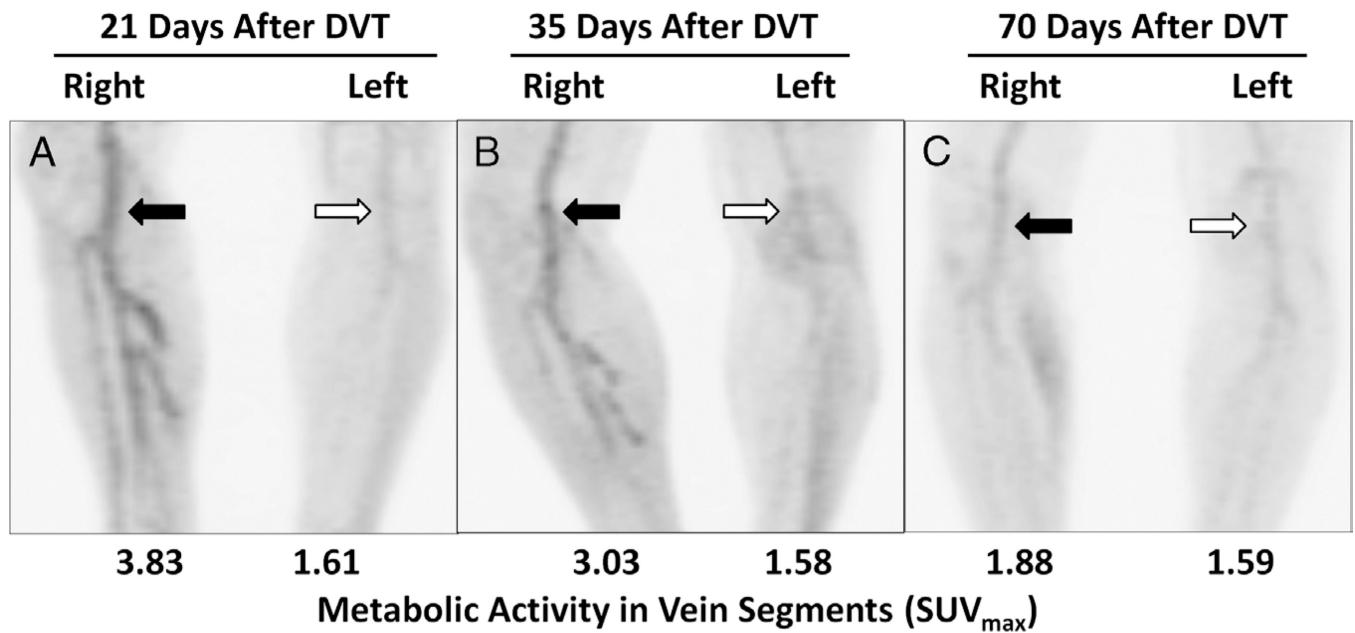 21 Days After DVT 35 Days After DVT 70 Days After DVT
Right Left Right Left Right Left
A B C
3.83 1.61 3.03 1.58 1.88 1.59
Metabolic Activity in Vein Segments (SUVmax)